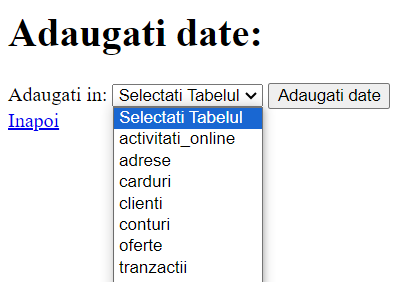 Adaugati date:
Adaugati in: Selectati Tabelul Adaugati date
Inapoi
Selectati Tabelul
activitati_online
adrese
carduri
clienti
conturi
oferte
tranzactii